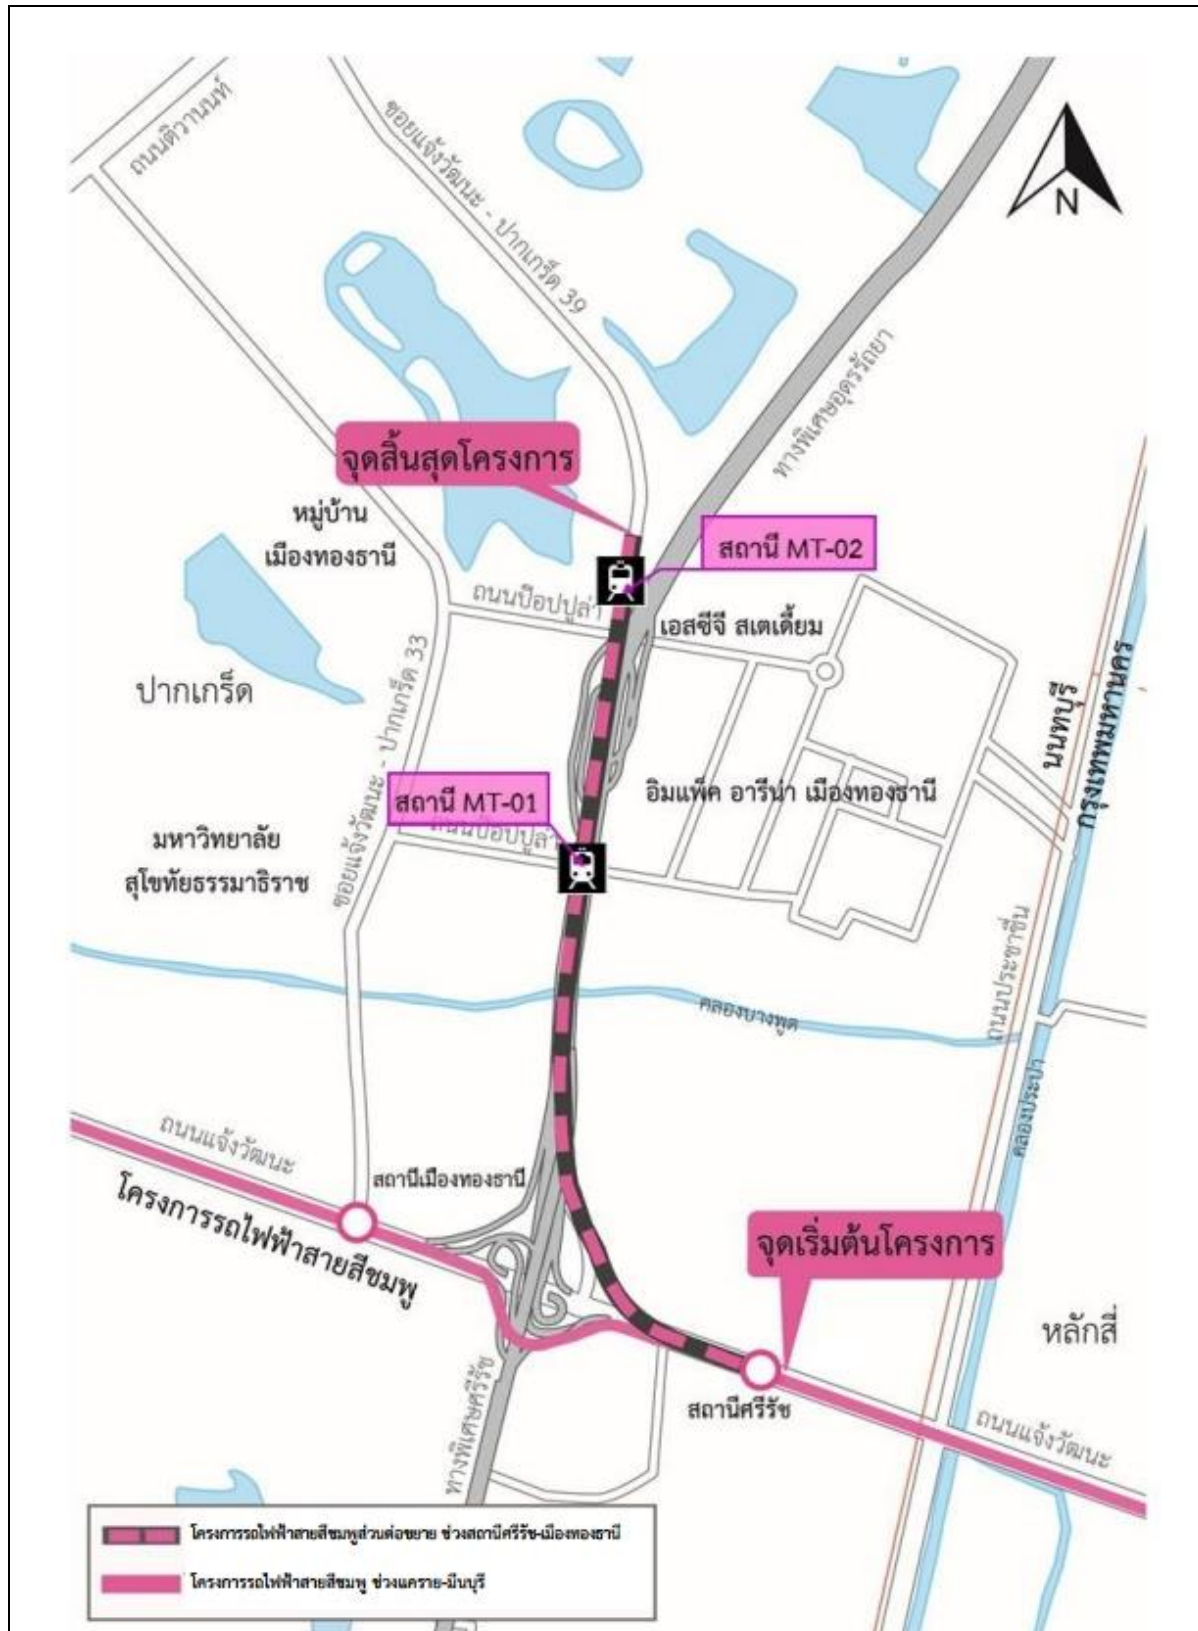 ถนนติวานนท์
ซอยแจ้งวัฒนะ - ปากเกร็ด 39
N
ทางพิเศษอุดรรัถยา
จุดสิ้นสุดโครงการ
หมู่บ้าน
เมืองทองธานี
สถานี MT-02
ถนนป๊อปปูล่า
เอสซีจี สเตเดี้ยม
ปากเกร็ด
ซอยแจ้งวัฒนะ - ปากเกร็ด 33
นนทบุรี
กรุงเทพมหานคร
สถานี MT-01
อิมแพ็ค อารีน่า เมืองทองธานี
ถนนป๊อปปูล่า
มหาวิทยาลัย
สุโขทัยธรรมาธิราช
ถนนประชาชื่น
คลองบางพูด
คลองประปา
ถนนแจ้งวัฒนะ
สถานีเมืองทองธานี
โครงการรถไฟฟ้าสายสีชมพู
จุดเริ่มต้นโครงการ
หลักสี่
สถานีศรีรัช
ทางพิเศษศรีรัช
ถนนแจ้งวัฒนะ
โครงการรถไฟฟ้าสายสีชมพูส่วนต่อขยาย ช่วงสถานีศรีรัช-เมืองทองธานี
โครงการรถไฟฟ้าสายสีชมพู ช่วงแคราย-มีนบุรี